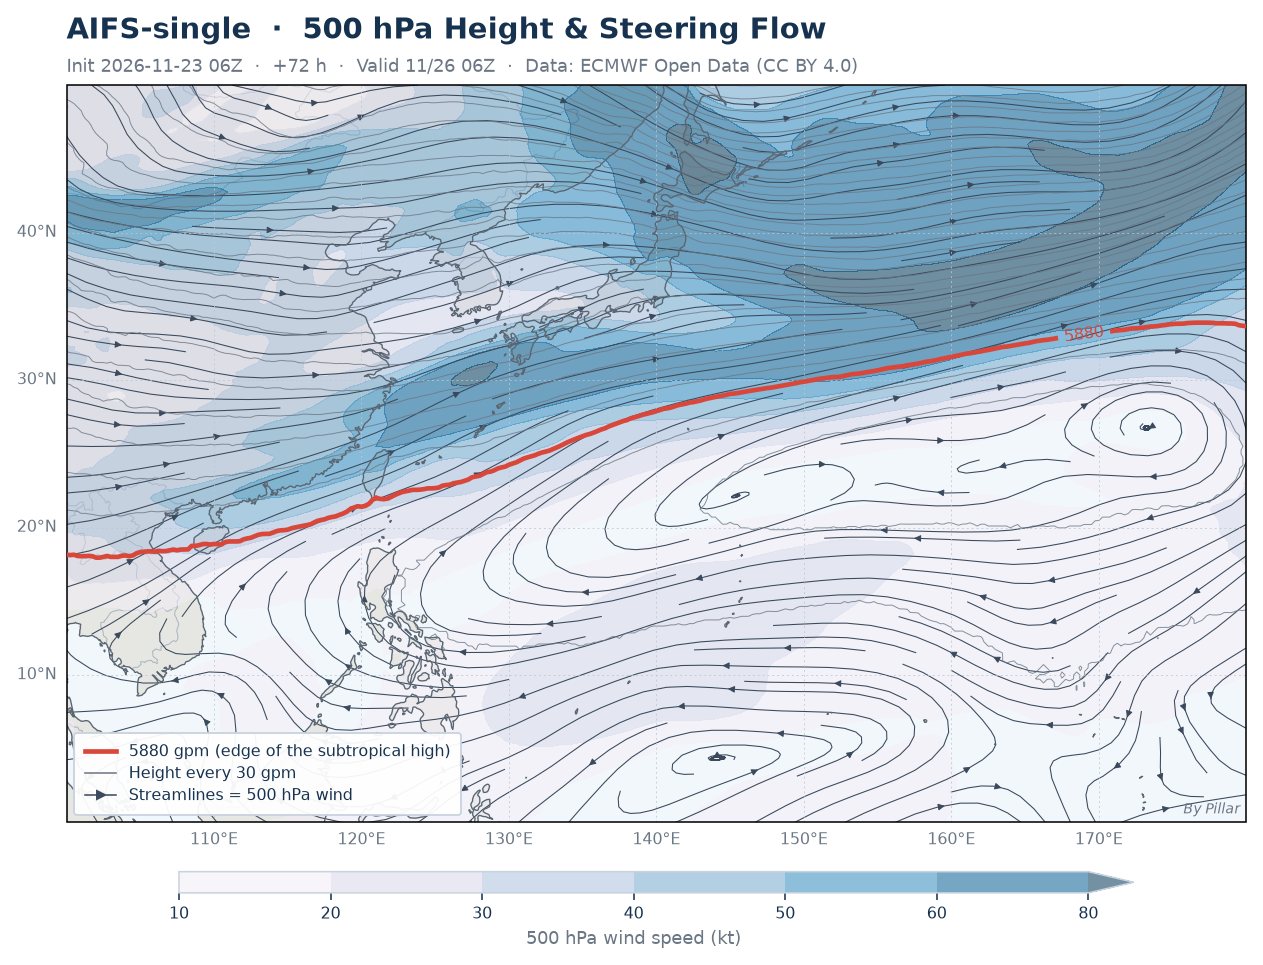 AIFS-single · 500 hPa Height & Steering Flow
Init 2026-11-23 06Z · +72 h · Valid 11/26 06Z · Data: ECMWF Open Data (CC BY 4.0)
40°N
30°N
20°N
10°N
5880
5880 gpm (edge of the subtropical high)
Height every 30 gpm
Streamlines = 500 hPa wind
By Pillar
110°E 120°E 130°E 140°E 150°E 160°E 170°E
10 20 30 40 50 60 80
500 hPa wind speed (kt)